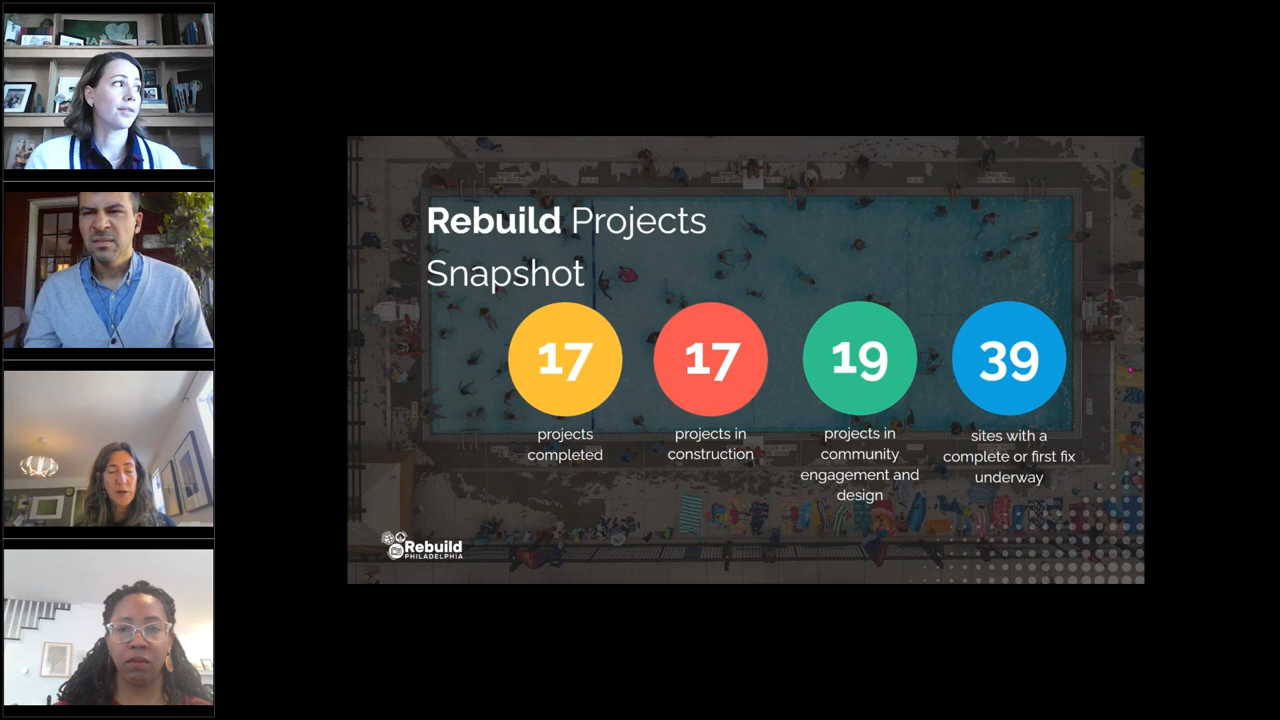 Rebuild Projects
Snapshot
17
17
19
39
projects
completed
projects in
construction
projects in
community
engagement and
design
sites with a
complete or first fix
underway
Rebuild
PHILADELPHIA